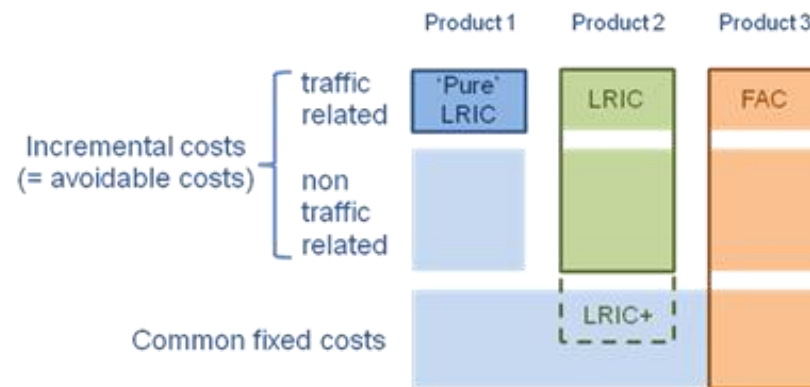 Product 1 Product 2 Product 3
traffic
related
'Pure'
LRIC
LRIC
FAC
Incremental costs
(= avoidable costs)
non
traffic
related
LRIC+
Common fixed costs